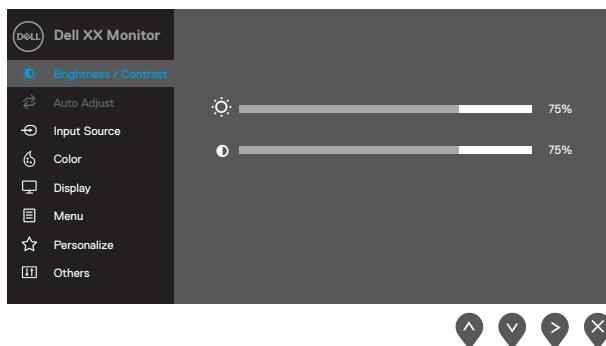 DELL Dell XX Monitor
Brightness / Contrast
Auto Adjust
75%
Input Source
Color
75%
Display
Menu
Personalize
Others